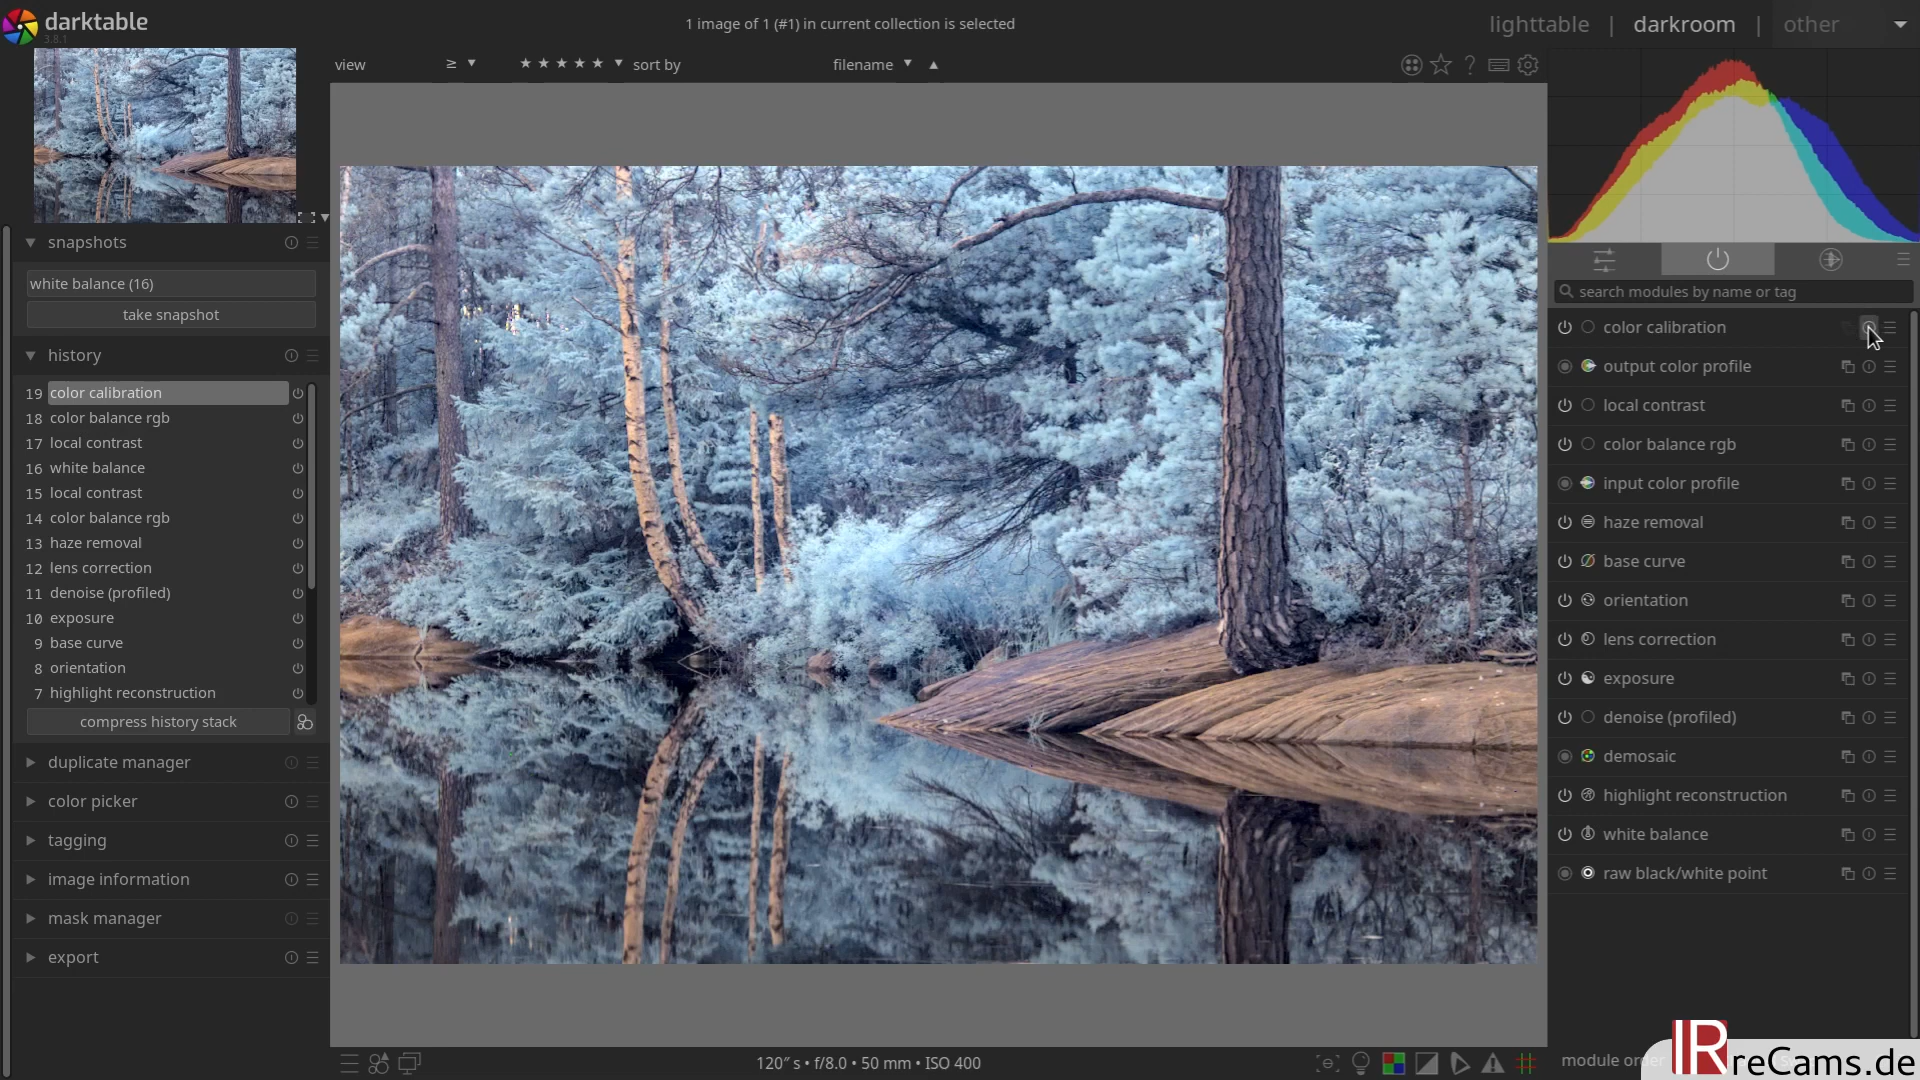 darktable
3.8.1
1 image of 1 (#1) in current collection is selected
lighttable | darkroom | other
view ≥ ★ ★ ★ ★ ★ sort by filename
snapshots
white balance (16)
take snapshot
history
19 color calibration
18 color balance rgb
17 local contrast
16 white balance
15 local contrast
14 color balance rgb
13 haze removal
12 lens correction
11 denoise (profiled)
10 exposure
9 base curve
8 orientation
7 highlight reconstruction
compress history stack
duplicate manager
color picker
tagging
image information
mask manager
export
120″ s • f/8.0 • 50 mm • ISO 400
search modules by name or tag
color calibration
output color profile
local contrast
color balance rgb
input color profile
haze removal
base curve
orientation
lens correction
exposure
denoise (profiled)
demosaic
highlight reconstruction
white balance
raw black/white point
module order
IRreCams.de